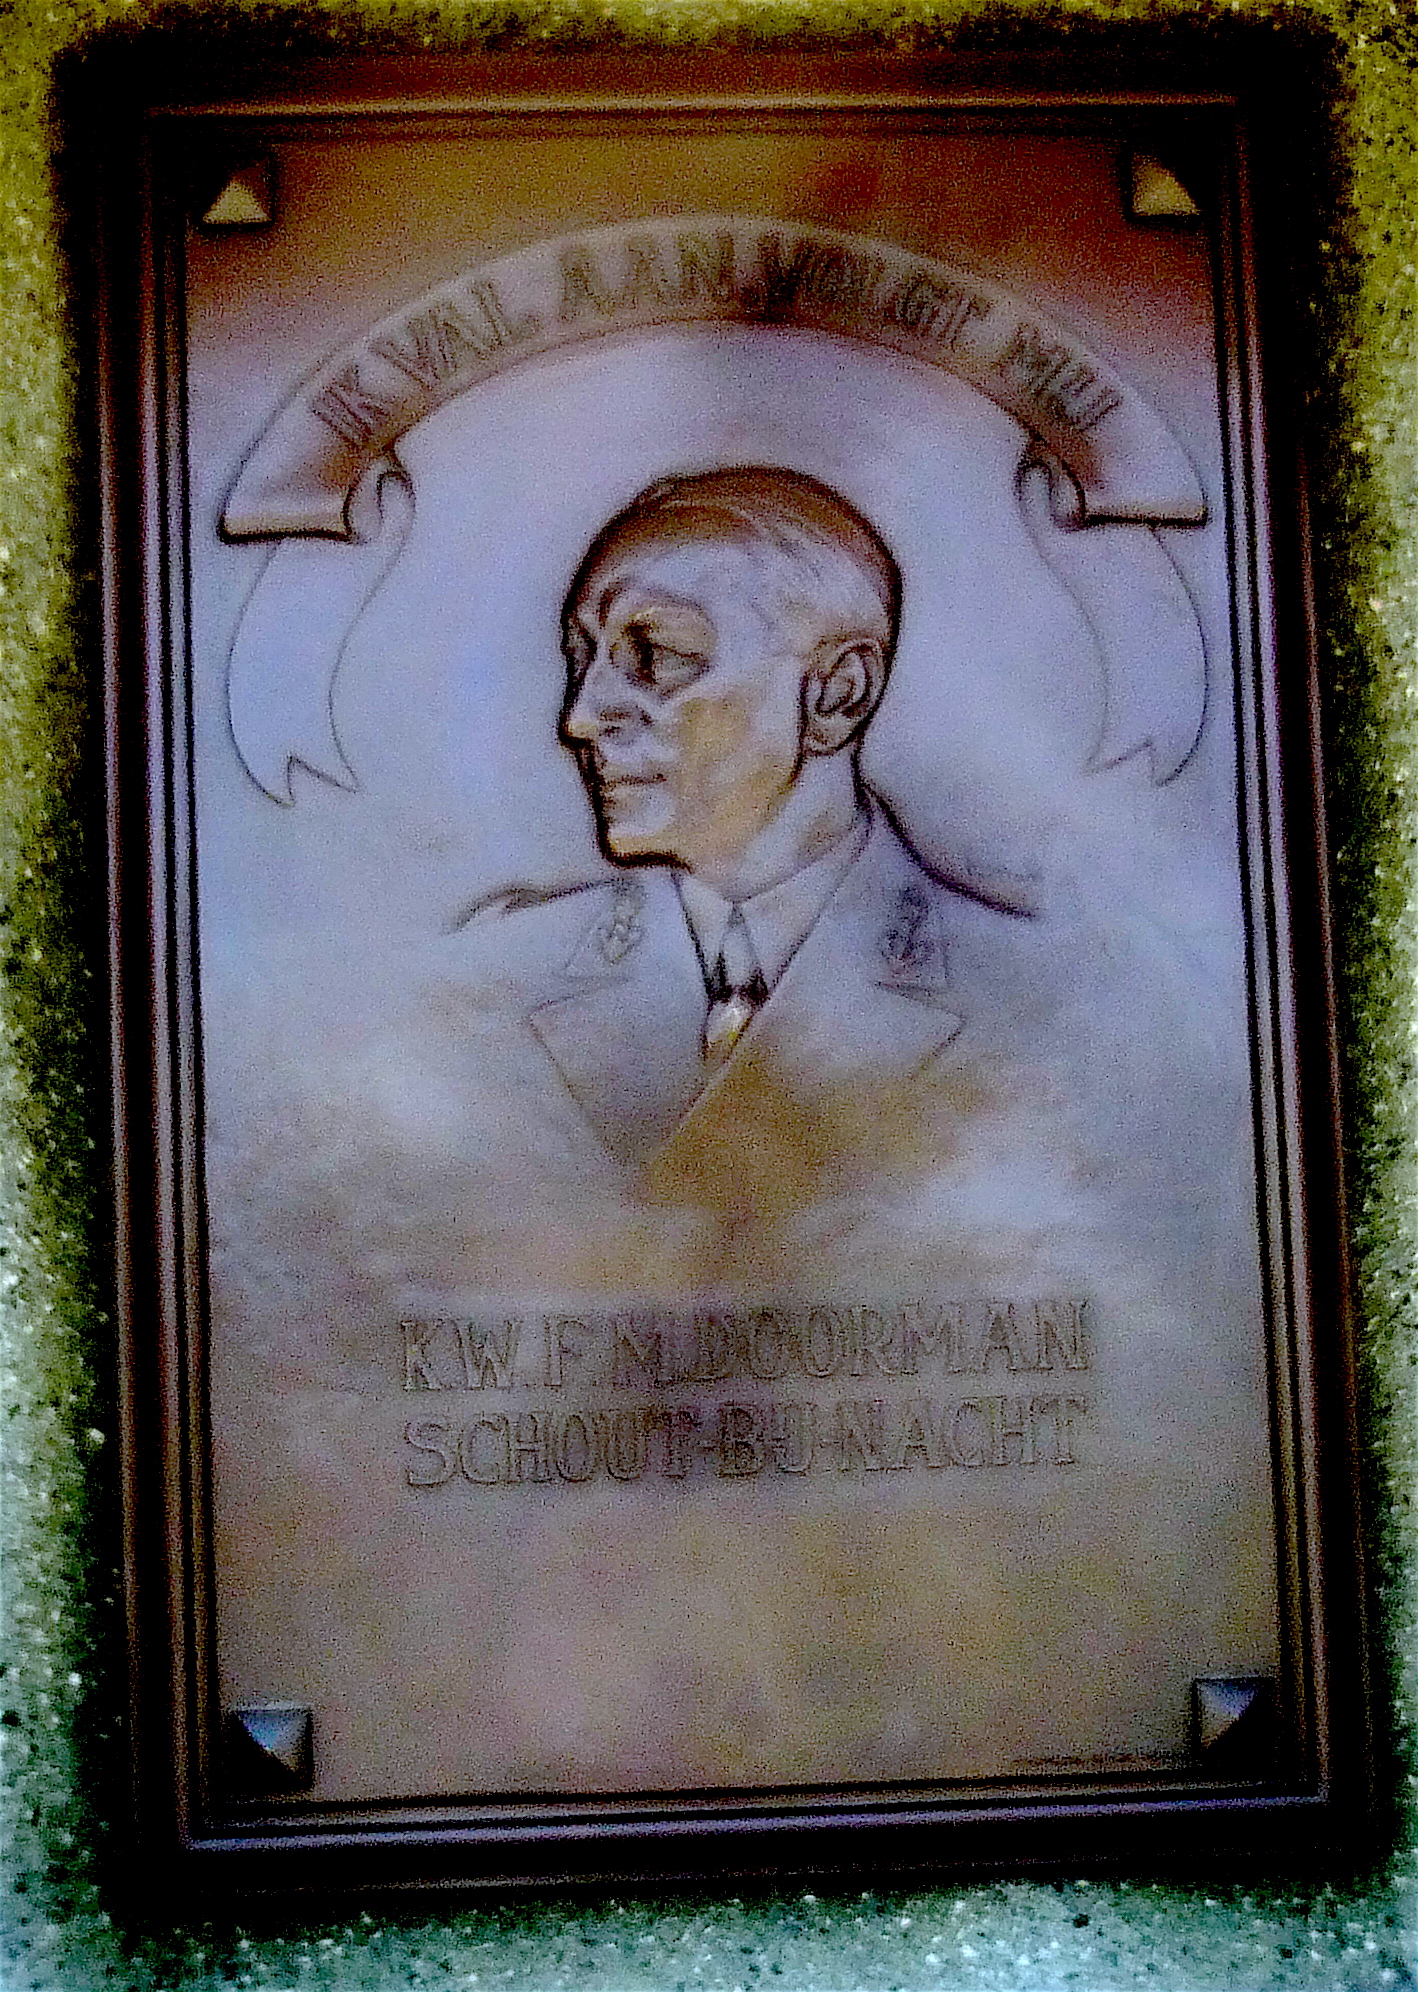 IK VAL AAN VOLGT MIJ
K.W.F.M. DOORMAN
SCHOUT-BIJ-NACHT